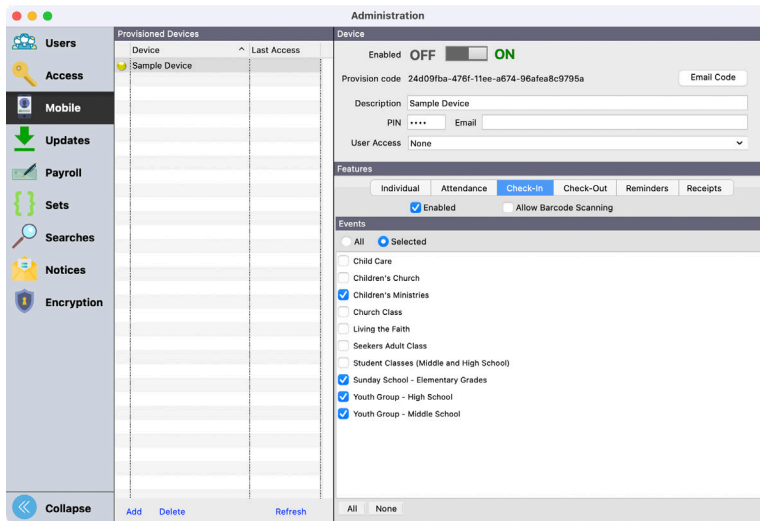 Administration
Users
Access
Mobile
Updates
Payroll
Sets
Searches
Notices
Encryption
Collapse
Provisioned Devices
Device ^ Last Access
Sample Device
Add Delete Refresh
Device
Enabled OFF ON
Provision code 24d09fba-476f-11ee-a674-96afea8c9795a Email Code
Description Sample Device
PIN •••• Email
User Access None
Features
Individual Attendance Check-In Check-Out Reminders Receipts
Enabled Allow Barcode Scanning
Events
All Selected
Child Care
Children's Church
Children's Ministries
Church Class
Living the Faith
Seekers Adult Class
Student Classes (Middle and High School)
Sunday School - Elementary Grades
Youth Group - High School
Youth Group - Middle School
All None